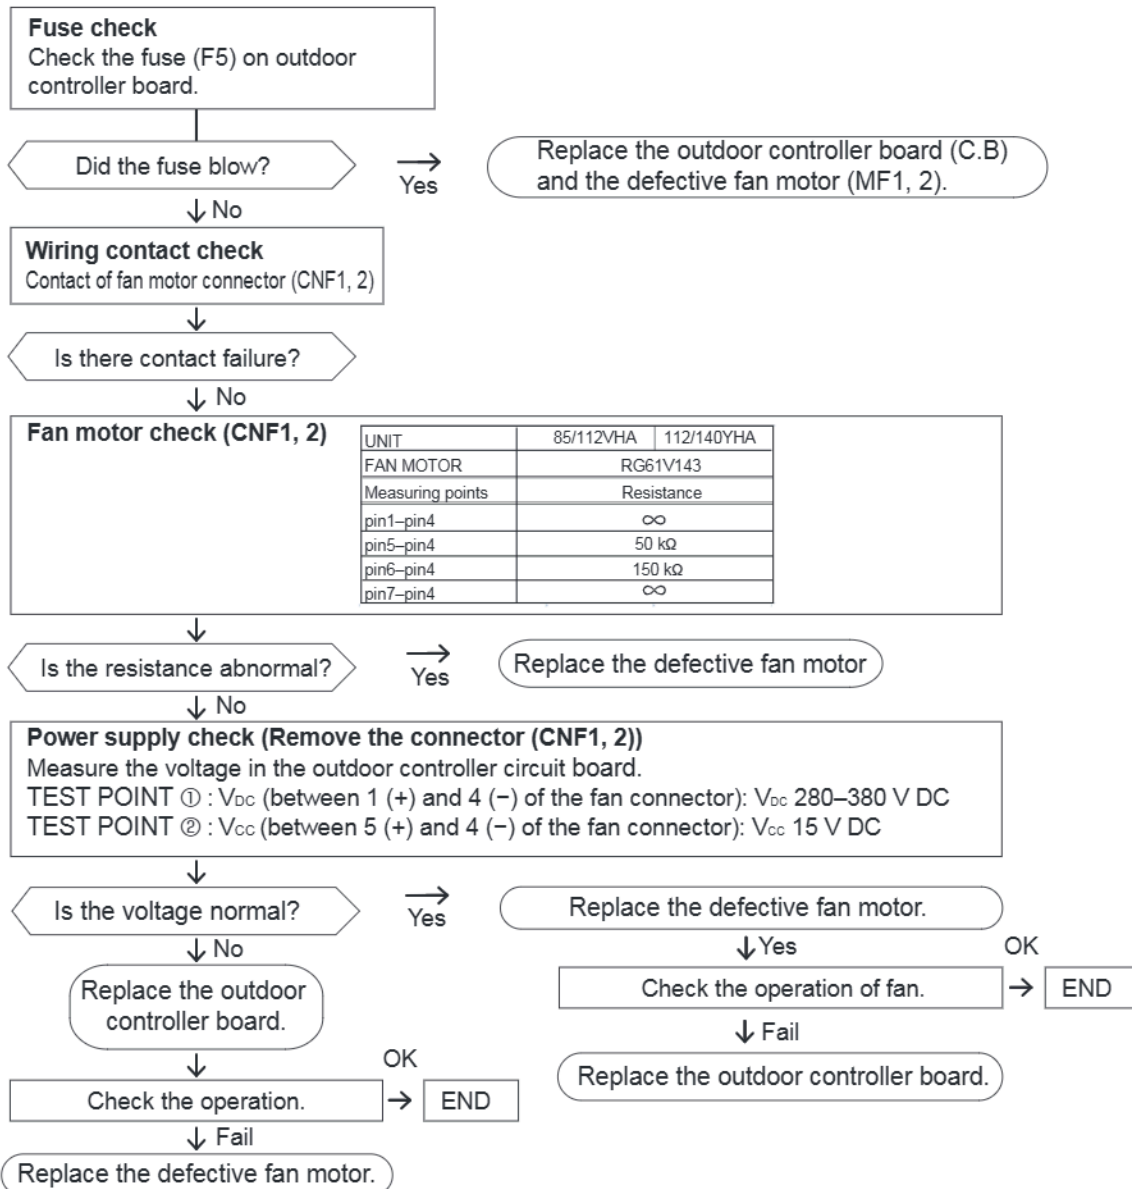 Fuse check
Check the fuse (F5) on outdoor
controller board.
Did the fuse blow?
→
Yes
Replace the outdoor controller board (C.B)
and the defective fan motor (MF1, 2).
↓ No
Wiring contact check
Contact of fan motor connector (CNF1, 2)
↓
Is there contact failure?
↓ No
Fan motor check (CNF1, 2)
UNIT 85/112VHA 112/140YHA
FAN MOTOR RG61V143
Measuring points Resistance
pin1–pin4 ∞
pin5–pin4 50 kΩ
pin6–pin4 150 kΩ
pin7–pin4 ∞
↓
Is the resistance abnormal?
→
Yes
Replace the defective fan motor
↓ No
Power supply check (Remove the connector (CNF1, 2))
Measure the voltage in the outdoor controller circuit board.
TEST POINT ① : VDC (between 1 (+) and 4 (−) of the fan connector): VDC 280–380 V DC
TEST POINT ② : VCC (between 5 (+) and 4 (−) of the fan connector): VCC 15 V DC
↓
Is the voltage normal?
→
Yes
Replace the defective fan motor.
↓ Yes
Check the operation of fan.
OK
→
END
↓ Fail
Replace the outdoor controller board.
↓ No
Replace the outdoor
controller board.
↓
Check the operation.
OK
→
END
↓ Fail
Replace the defective fan motor.